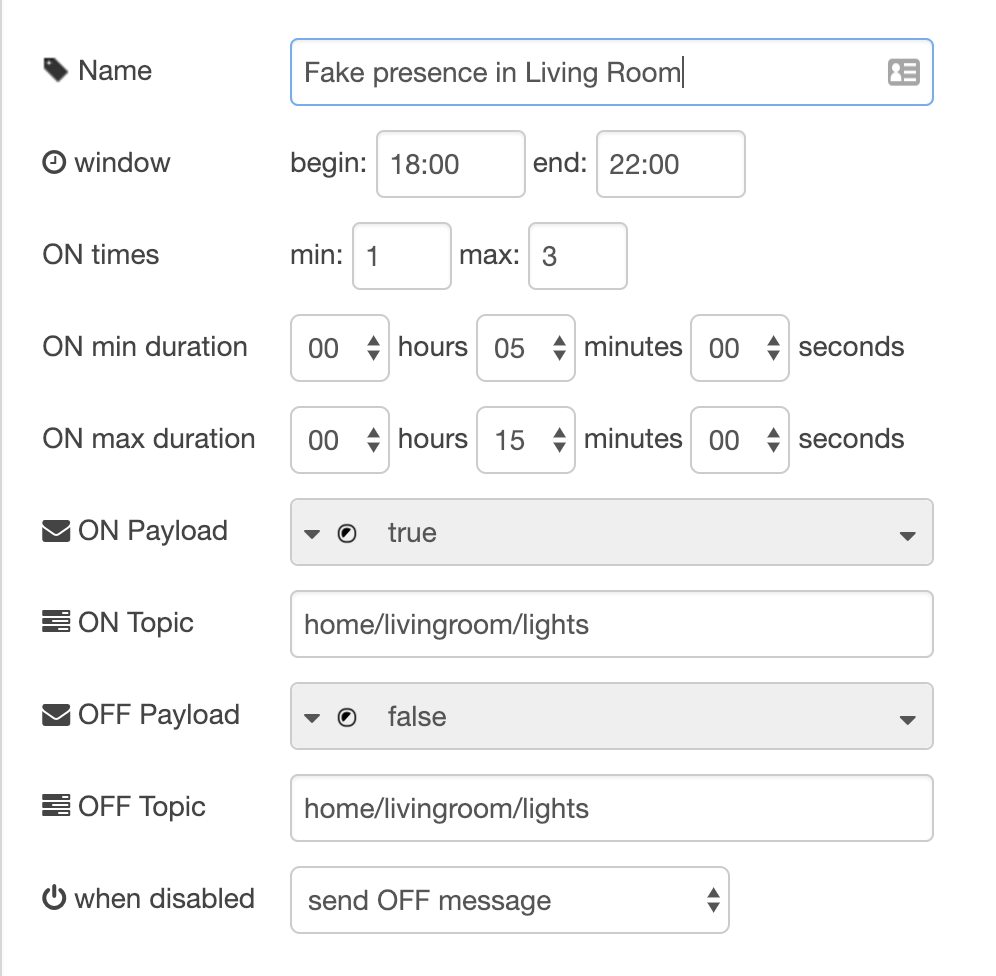 Name Fake presence in Living Room
window begin: 18:00 end: 22:00
ON times min: 1 max: 3
ON min duration 00 hours 05 minutes 00 seconds
ON max duration 00 hours 15 minutes 00 seconds
ON Payload true
ON Topic home/livingroom/lights
OFF Payload false
OFF Topic home/livingroom/lights
when disabled send OFF message